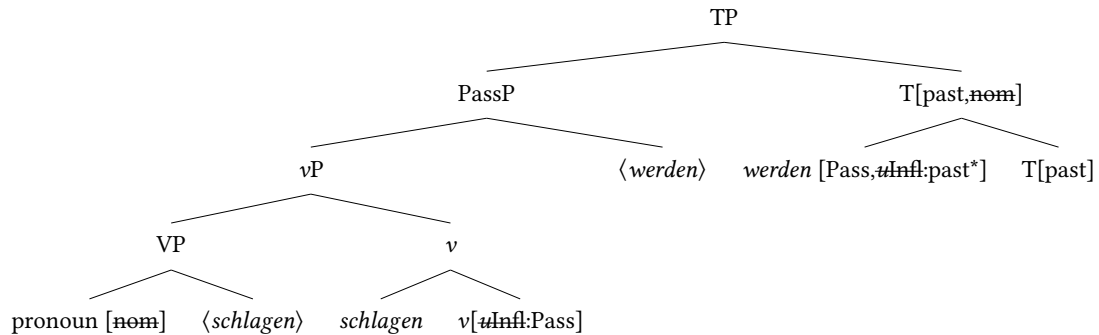 TP
PassP T[past,nom]
vP ⟨werden⟩ werden [Pass,uInfl:past*] T[past]
VP v
pronoun [nom] ⟨schlagen⟩ schlagen v[uInfl:Pass]